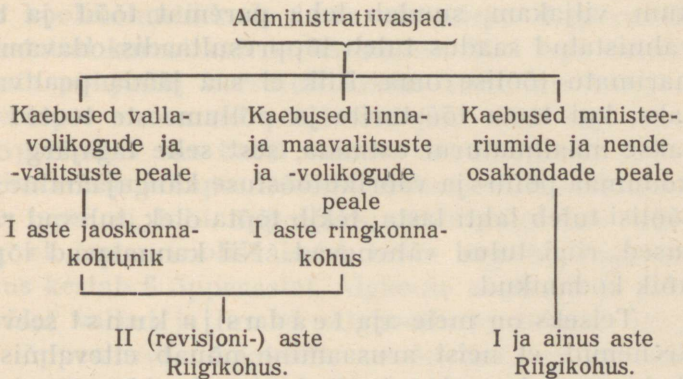 Administratiivasjad.
Kaebused valla-
volikogude ja
-valitsuste peale
I aste jaoskonna-
kohtunik
Kaebused linna-
ja maavalitsuste
ja -volikogude
peale
I aste ringkonna-
kohus
II (revisjoni-) aste
Riigikohus.
Kaebused ministee-
riumide ja nende
osakondade peale
I ja ainus aste
Riigikohus.